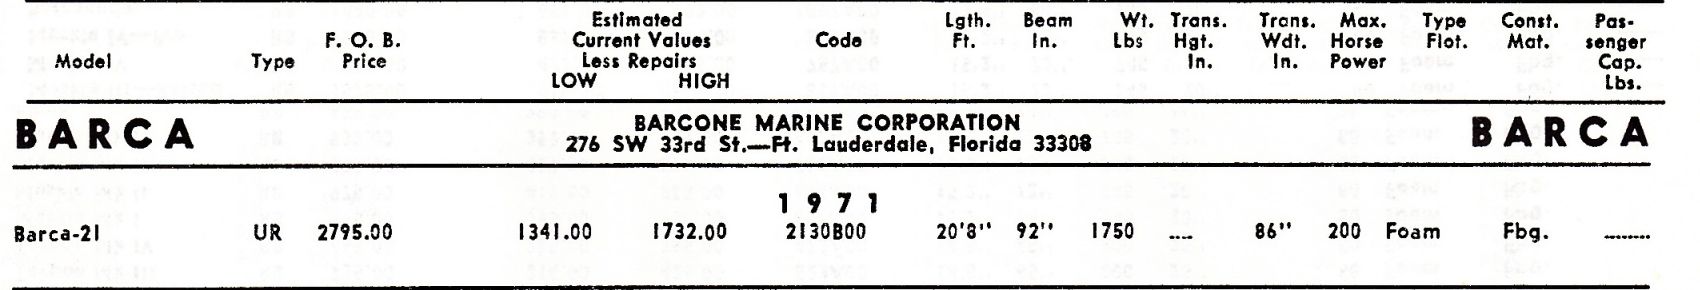 Estimated Lgth. Beam Wt. Trans. Trans. Max. Type Const. Pas-
F. O. B. Current Values Code Ft. In. Lbs Hgt. Wdt. Horse Flot. Mat. senger
Model Type Price Less Repairs In. In. Power Cap.
LOW HIGH Lbs.
BARCA BARCONE MARINE CORPORATION BARCA
276 SW 33rd St.—Ft. Lauderdale, Florida 33308
1971
Barca-21 UR 2795.00 1341.00 1732.00 2130B00 20'8" 92" 1750 .... 86" 200 Foam Fbg. ........